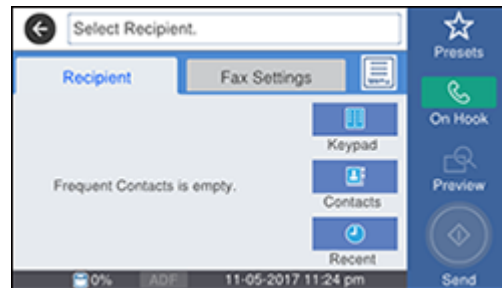 Select Recipient.
Presets
Recipient
Fax Settings
On Hook
Keypad
Frequent Contacts is empty.
Preview
Contacts
Recent
0%
ADF
11-05-2017 11:24 pm
Send